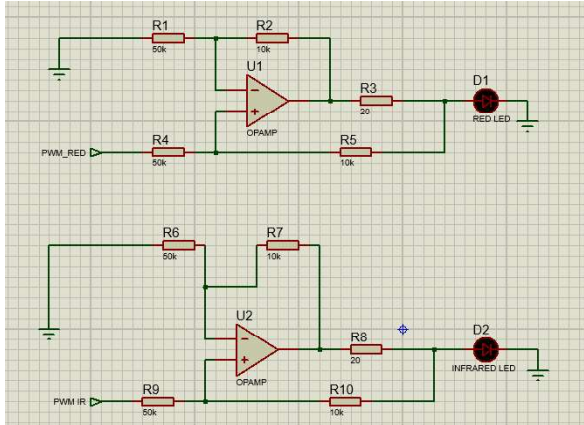 R1 R2
50k 10k
U1
R3 D1
20 RED LED
OPAMP
PWM_RED
R4 R5
50k 10k
R6 R7
50k 10k
U2
R8 D2
20 INFRARED LED
OPAMP
R9 R10
PWM IR
50k 10k